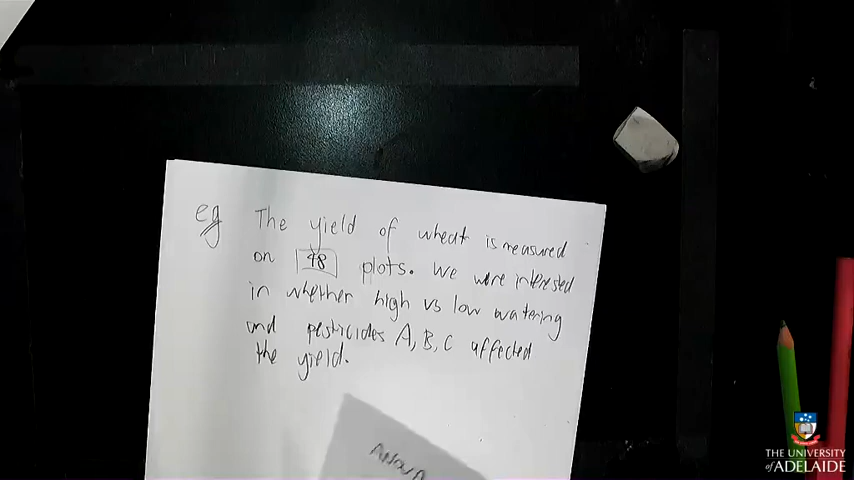 eg The yield of wheat is measured
on 48 plots. We were interested
in whether high vs low watering
and pesticides A, B, C affected
the yield.
ANOVA
THE UNIVERSITY
of ADELAIDE